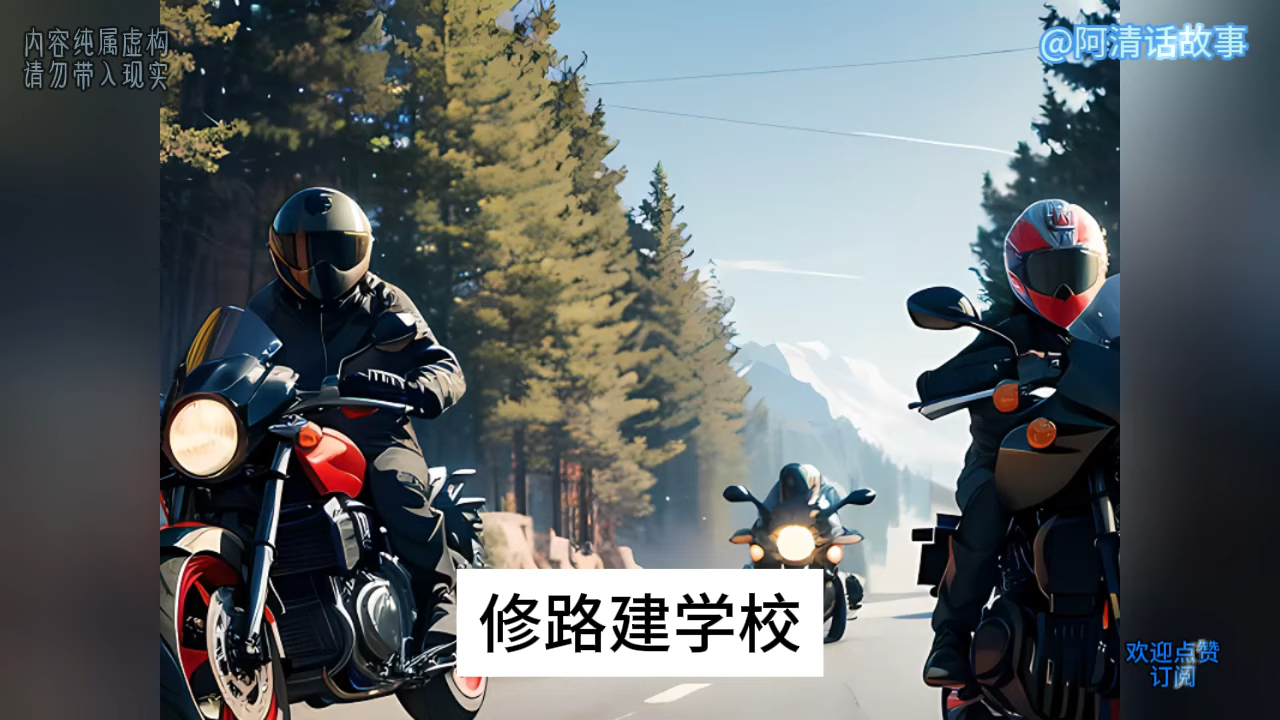 内容纯属虚构
请勿带入现实
@阿清话故事
修路建学校
欢迎点赞
订阅